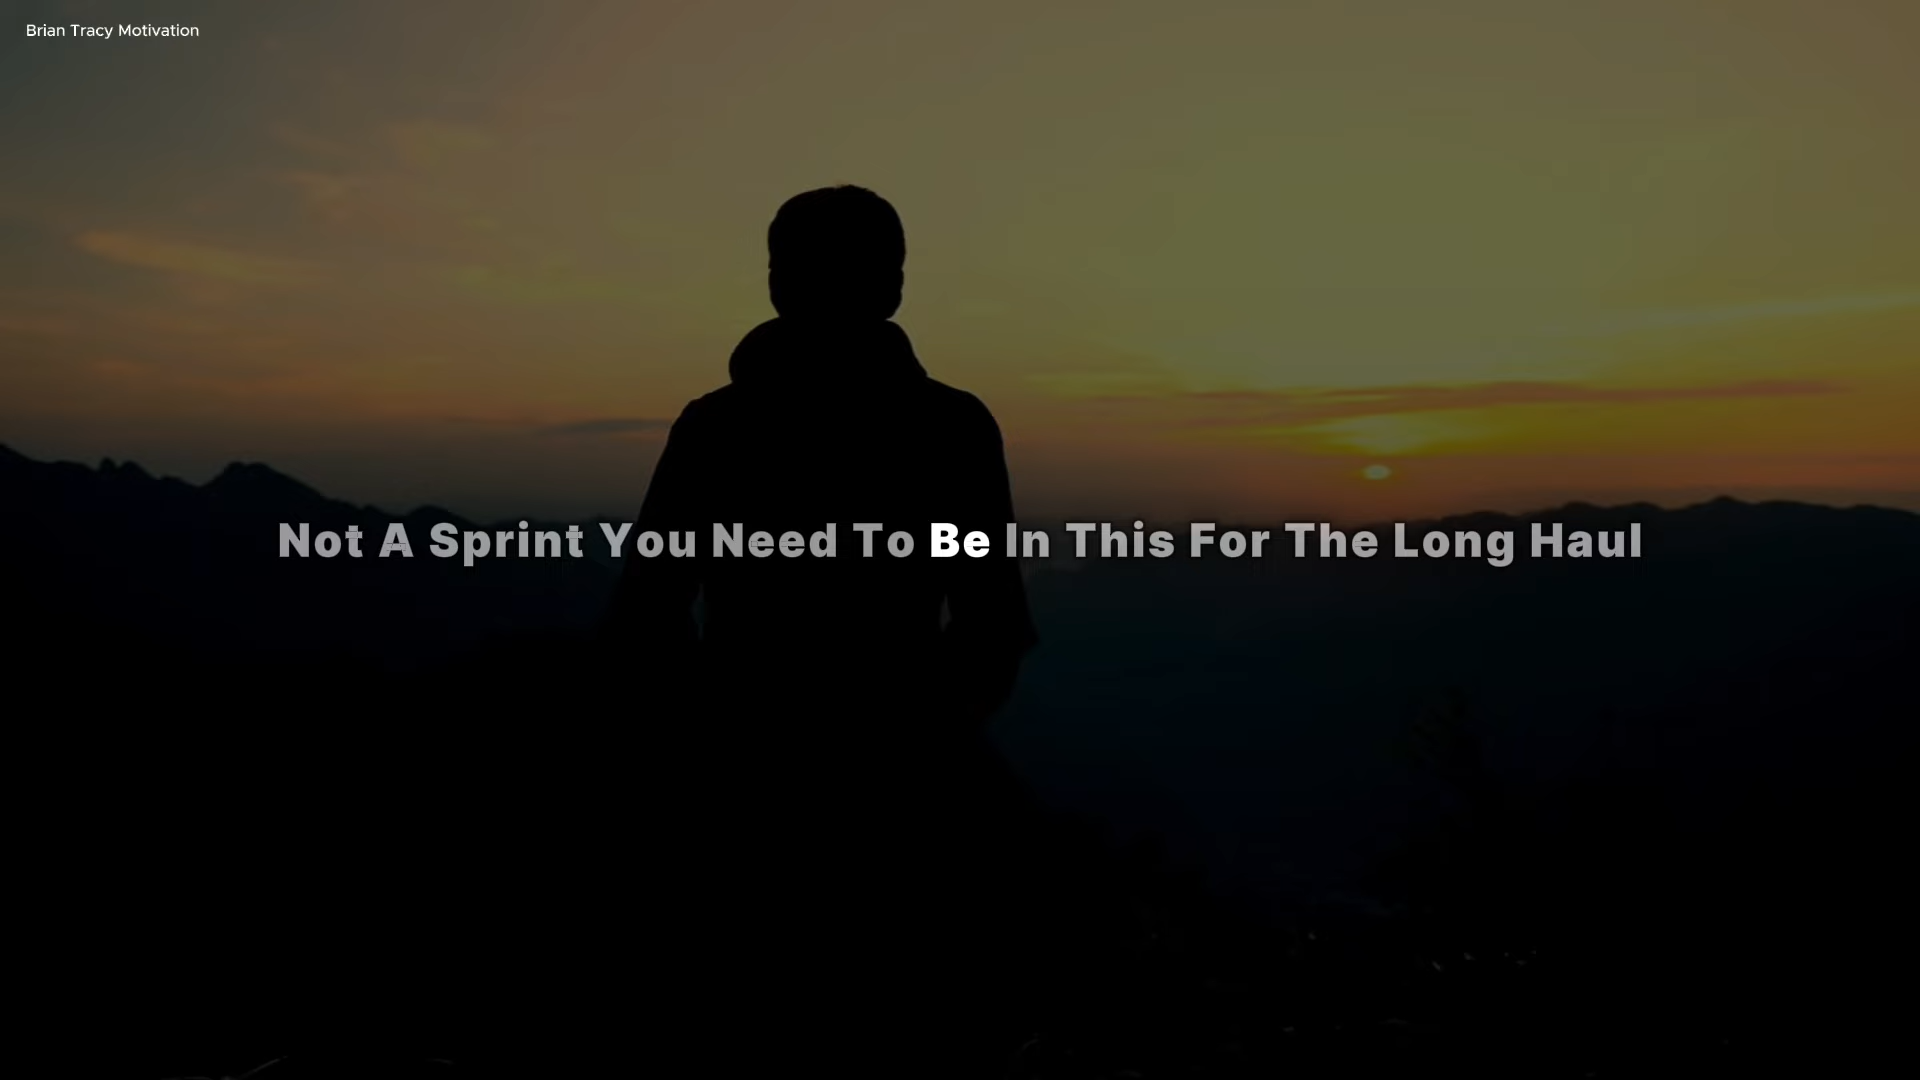 Brian Tracy Motivation
Not A Sprint You Need To Be In This For The Long Haul